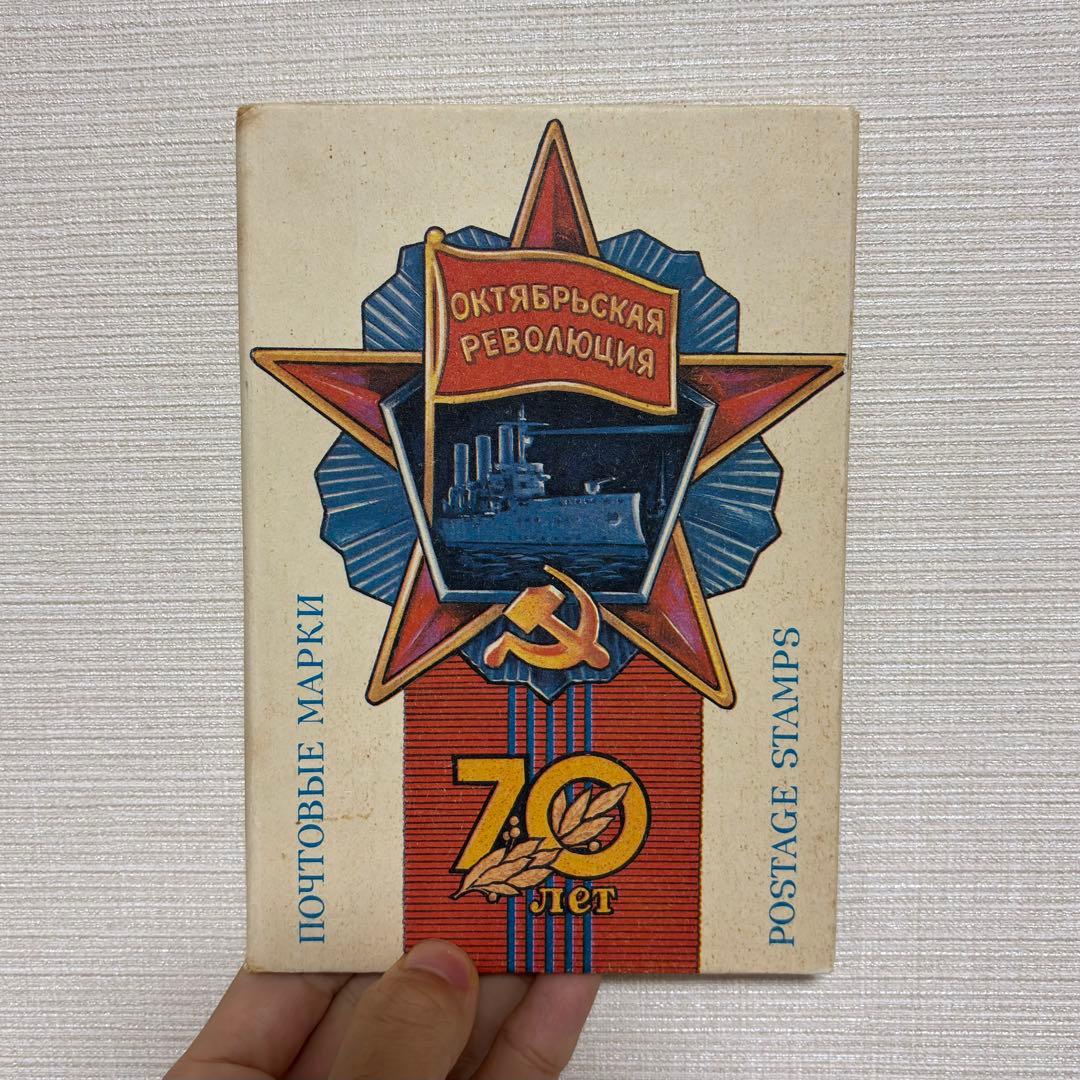 ОКТЯБРЬСКАЯ
РЕВОЛЮЦИЯ
ПОЧТОВЫЕ МАРКИ
POSTAGE STAMPS
70
лет